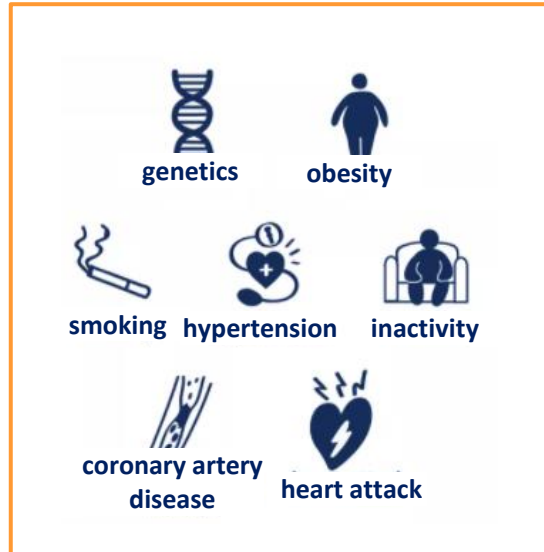 genetics
obesity
smoking
hypertension
inactivity
coronary artery
disease
heart attack